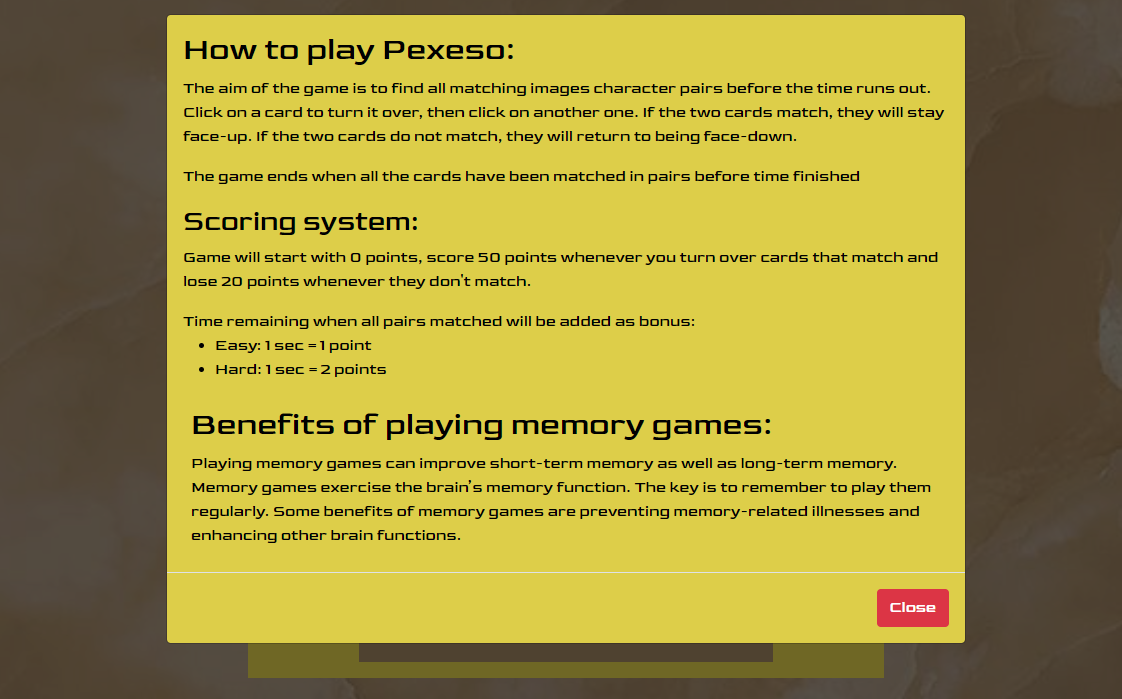 How to play Pexeso:
The aim of the game is to find all matching images character pairs before the time runs out.
Click on a card to turn it over, then click on another one. If the two cards match, they will stay
face-up. If the two cards do not match, they will return to being face-down.
The game ends when all the cards have been matched in pairs before time finished
Scoring system:
Game will start with 0 points, score 50 points whenever you turn over cards that match and
lose 20 points whenever they don't match.
Time remaining when all pairs matched will be added as bonus:
• Easy: 1 sec = 1 point
• Hard: 1 sec = 2 points
Benefits of playing memory games:
Playing memory games can improve short-term memory as well as long-term memory.
Memory games exercise the brain’s memory function. The key is to remember to play them
regularly. Some benefits of memory games are preventing memory-related illnesses and
enhancing other brain functions.
Close